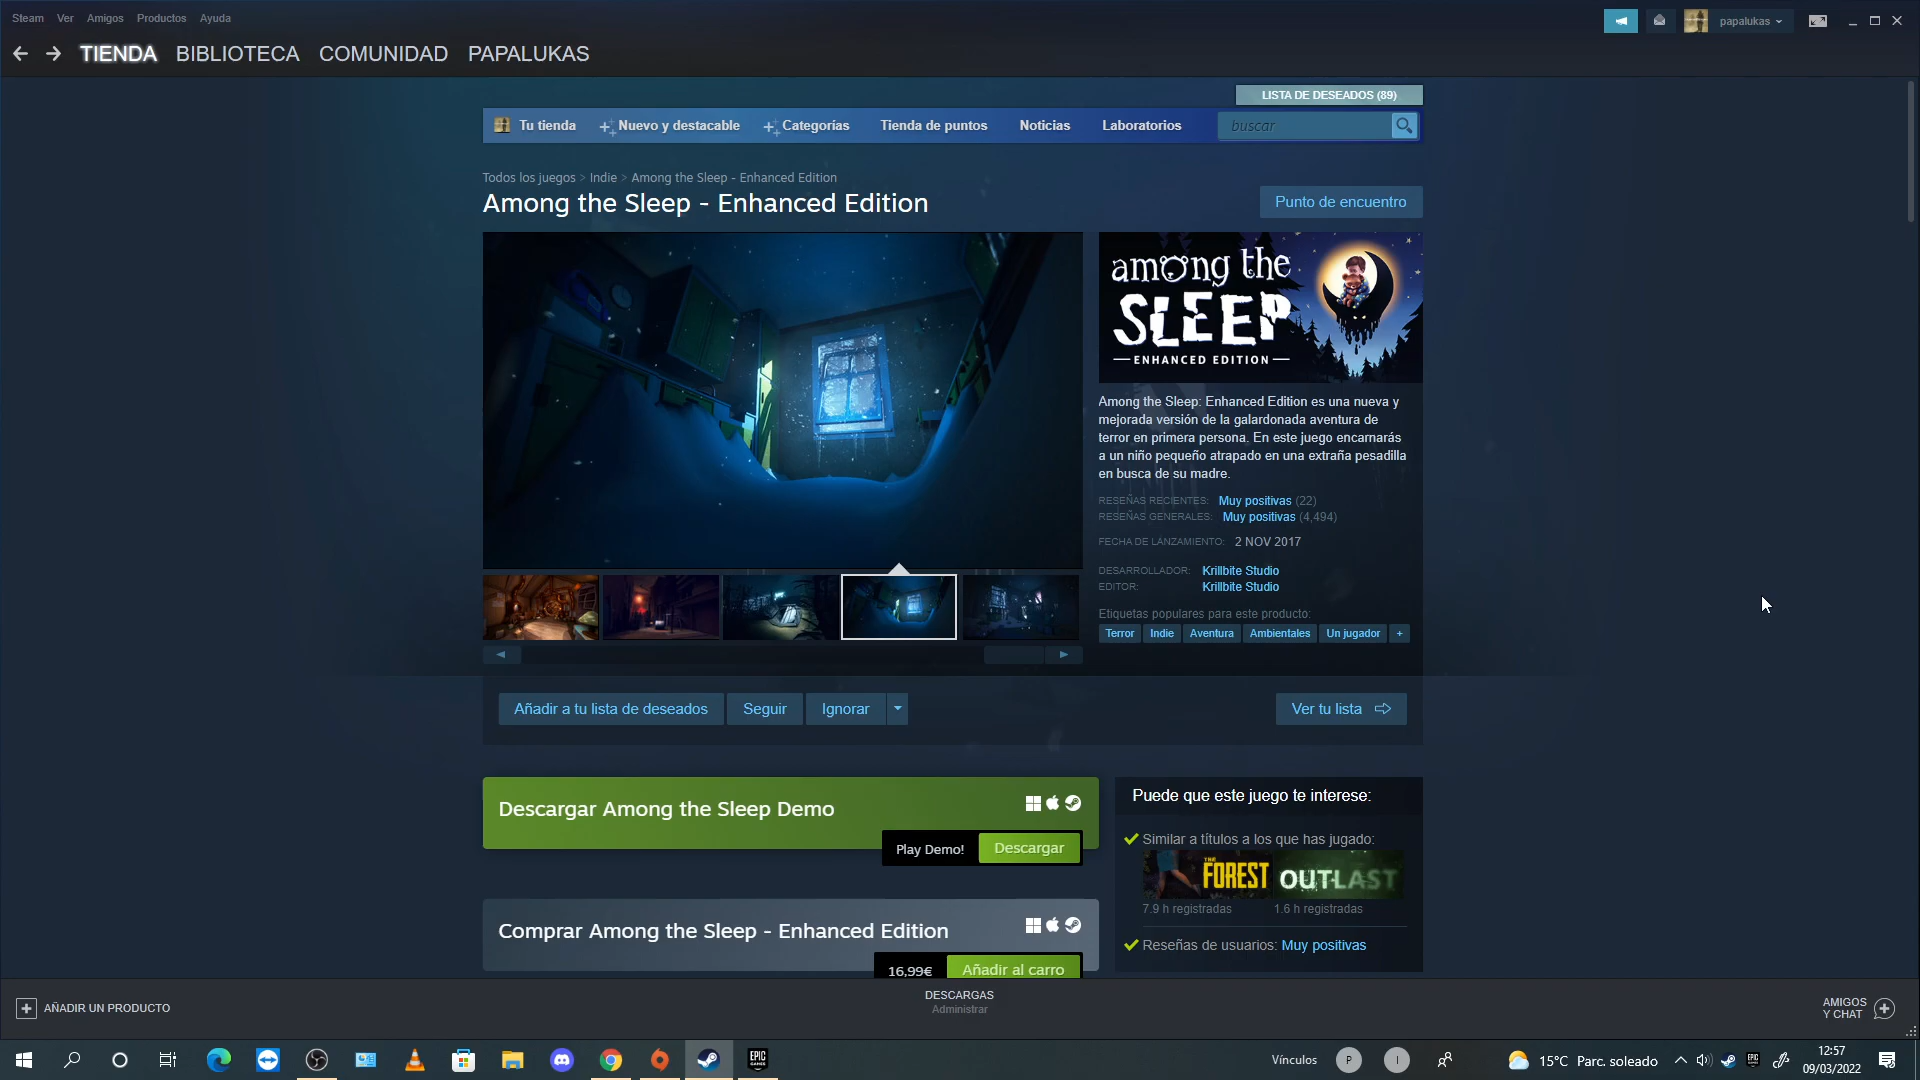 Steam Ver Amigos Productos Ayuda
papalukas
TIENDA BIBLIOTECA COMUNIDAD PAPALUKAS
LISTA DE DESEADOS (89)
Tu tienda Nuevo y destacable Categorías Tienda de puntos Noticias Laboratorios buscar
Todos los juegos > Indie > Among the Sleep - Enhanced Edition
Among the Sleep - Enhanced Edition
Punto de encuentro
among the
SLEEP
ENHANCED EDITION
Among the Sleep: Enhanced Edition es una nueva y
mejorada versión de la galardonada aventura de
terror en primera persona. En este juego encarnarás
a un niño pequeño atrapado en una extraña pesadilla
en busca de su madre.
RESEÑAS RECIENTES: Muy positivas (22)
RESEÑAS GENERALES: Muy positivas (4,494)
FECHA DE LANZAMIENTO: 2 NOV 2017
DESARROLLADOR: Krillbite Studio
EDITOR: Krillbite Studio
Etiquetas populares para este producto:
Terror Indie Aventura Ambientales Un jugador +
Añadir a tu lista de deseados Seguir Ignorar Ver tu lista
Descargar Among the Sleep Demo
Play Demo! Descargar
Comprar Among the Sleep - Enhanced Edition
16,99€ Añadir al carro
Puede que este juego te interese:
Similar a títulos a los que has jugado:
THE FOREST OUTLAST
7.9 h registradas 1.6 h registradas
Reseñas de usuarios: Muy positivas
AÑADIR UN PRODUCTO
DESCARGAS
Administrar
AMIGOS
Y CHAT
EPIC GAMES
Vínculos P I 15°C Parc. soleado
12:57
09/03/2022